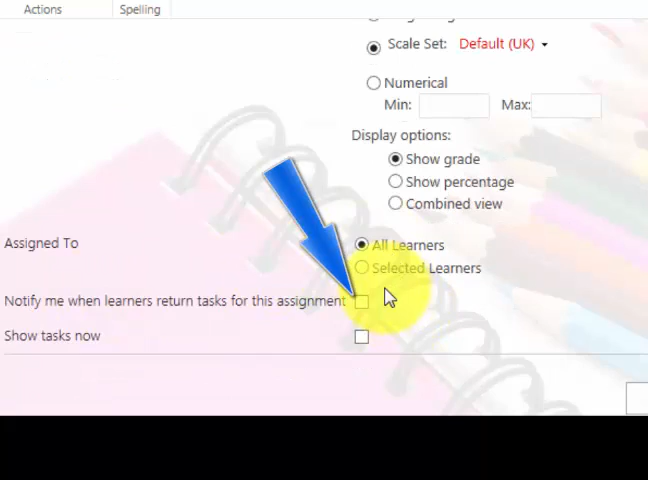 Actions Spelling
Scale Set: Default (UK)
Numerical
Min: Max:
Display options:
Show grade
Show percentage
Combined view
Assigned To All Learners
Selected Learners
Notify me when learners return tasks for this assignment
Show tasks now